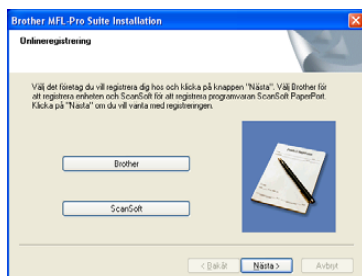 Brother MFL-Pro Suite Installation
Onlineregistrering
Välj det företag du vill registrera dig hos och klicka på knappen "Nästa". Välj Brother för
att registrera enheten och ScanSoft för att registrera programvaran ScanSoft PaperPort.
Klicka på "Nästa" om du vill vänta med registreringen.
Brother
ScanSoft
< Bakåt
Nästa >
Avbryt